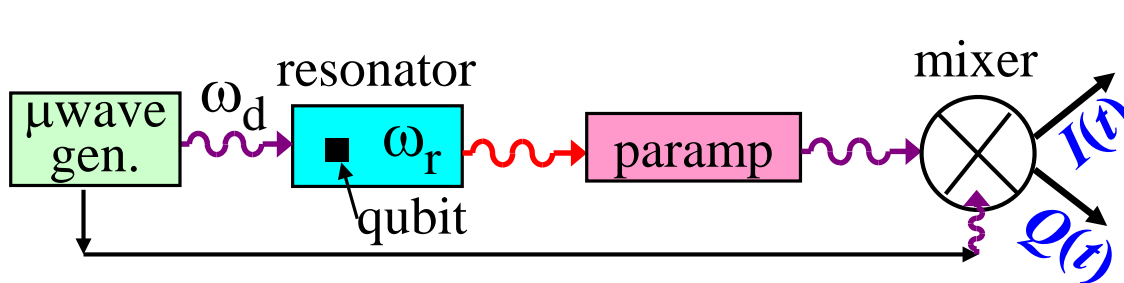 μwave
gen.
ω_d
resonator
ω_r
qubit
paramp
mixer
I(t)
Q(t)